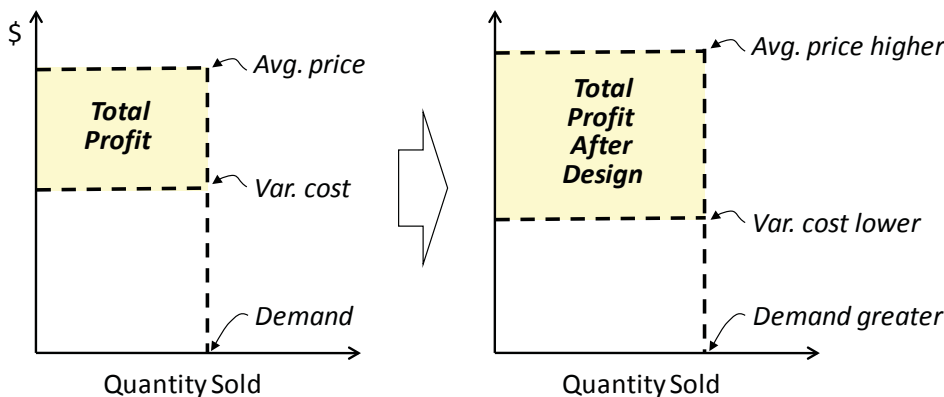 $
Avg. price
Total
Profit
Var. cost
Demand
Quantity Sold
Avg. price higher
Total
Profit
After
Design
Var. cost lower
Demand greater
Quantity Sold